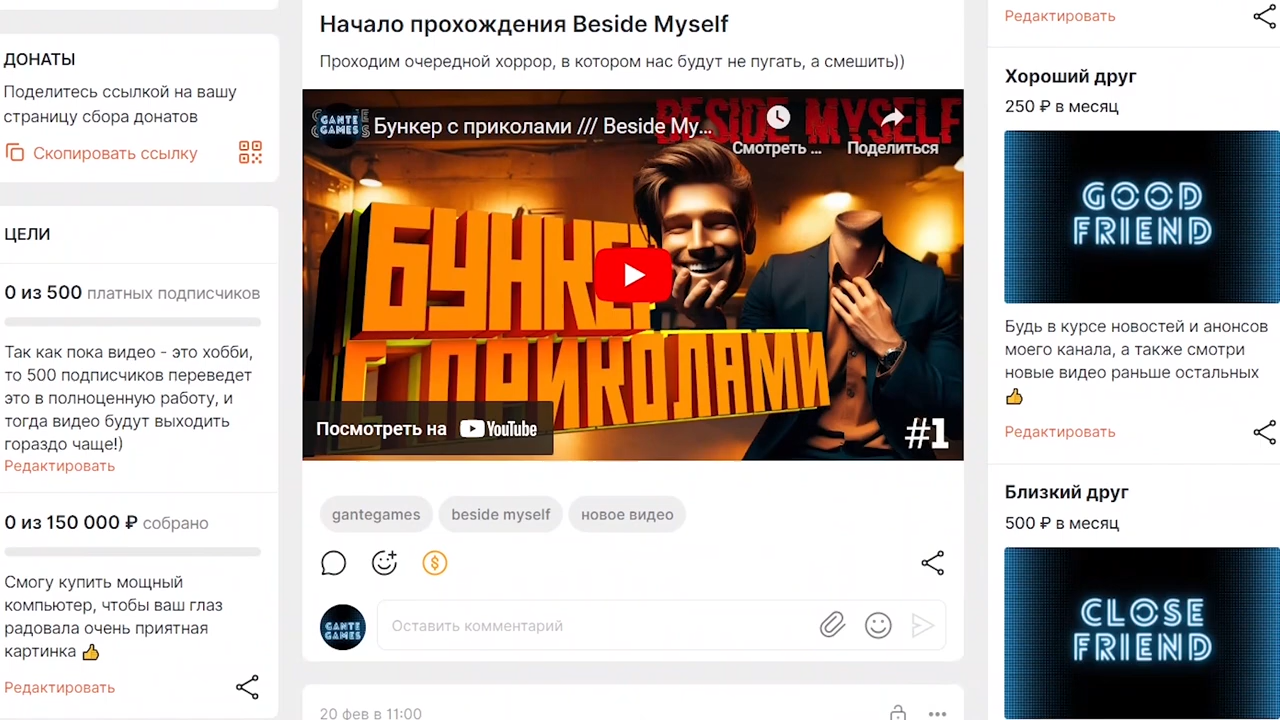 ДОНАТЫ
Поделитесь ссылкой на вашу
страницу сбора донатов
Скопировать ссылку
ЦЕЛИ
0 из 500 платных подписчиков
Так как пока видео - это хобби,
то 500 подписчиков переведет
это в полноценную работу, и
тогда видео будут выходить
гораздо чаще!)
Редактировать
0 из 150 000 ₽ собрано
Смогу купить мощный
компьютер, чтобы ваш глаз
радовала очень приятная
картинка 👍
Редактировать
Начало прохождения Beside Myself
Проходим очередной хоррор, в котором нас будут не пугать, а смешить))
GANTE
GAMES
Бункер с приколами /// Beside My...
BESIDE MYSELF
Смотреть ...
Поделиться
БУНКЕР
С ПРИКОЛАМИ
Посмотреть на YouTube
#1
gantegames
beside myself
новое видео
GANTE
GAMES
Оставить комментарий
20 фев в 11:00
Редактировать
Хороший друг
250 ₽ в месяц
GOOD
FRIEND
Будь в курсе новостей и анонсов
моего канала, а также смотри
новые видео раньше остальных
👍
Редактировать
Близкий друг
500 ₽ в месяц
CLOSE
FRIEND